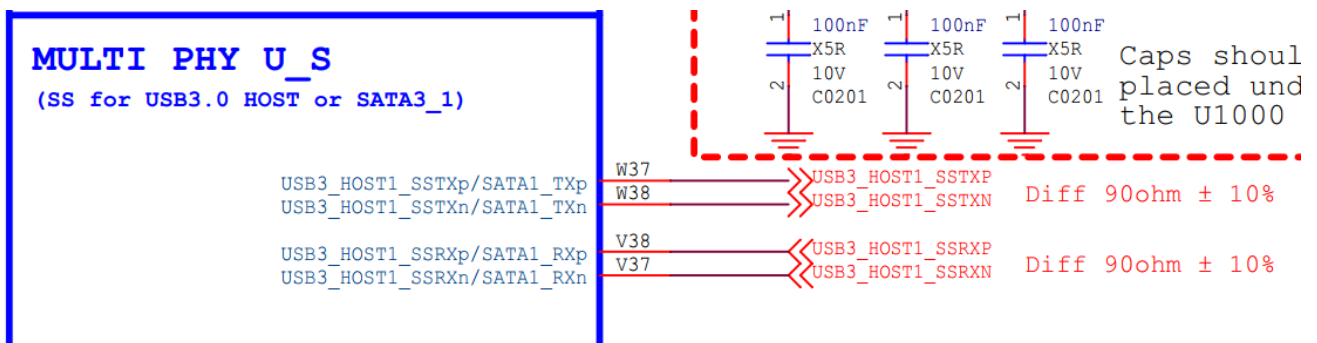 MULTI PHY U_S
(SS for USB3.0 HOST or SATA3_1)
USB3_HOST1_SSTXp/SATA1_TXp
USB3_HOST1_SSTXn/SATA1_TXn
USB3_HOST1_SSRXp/SATA1_RXp
USB3_HOST1_SSRXn/SATA1_RXn
W37
W38
V38
V37
1
100nF
X5R
10V
2
C0201
1
100nF
X5R
10V
2
C0201
1
100nF
X5R
10V
2
C0201
Caps shoul
placed und
the U1000
USB3_HOST1_SSTXP
USB3_HOST1_SSTXN
Diff 90ohm ± 10%
USB3_HOST1_SSRXP
USB3_HOST1_SSRXN
Diff 90ohm ± 10%